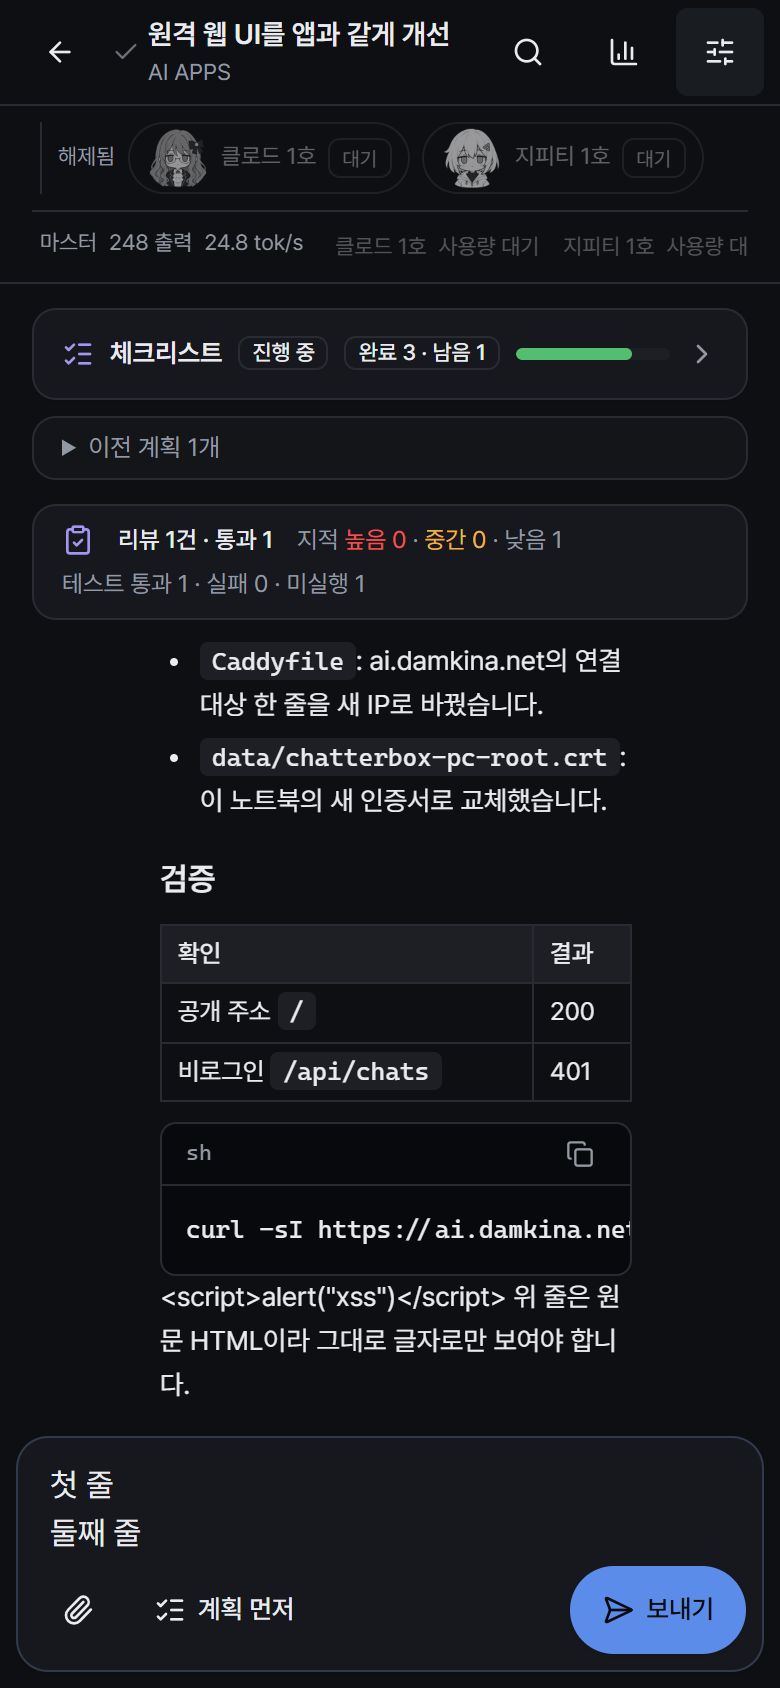 원격 웹 UI를 앱과 같게 개선
AI APPS
해제됨 클로드 1호 대기 지피티 1호 대기
마스터 248 출력 24.8 tok/s 클로드 1호 사용량 대기 지피티 1호 사용량 대
체크리스트 진행 중 완료 3 · 남음 1
▶ 이전 계획 1개
리뷰 1건 · 통과 1 지적 높음 0 · 중간 0 · 낮음 1
테스트 통과 1 · 실패 0 · 미실행 1
• Caddyfile: ai.damkina.net의 연결
대상 한 줄을 새 IP로 바꿨습니다.
• data/chatterbox-pc-root.crt:
이 노트북의 새 인증서로 교체했습니다.
검증
확인 결과
공개 주소 / 200
비로그인 /api/chats 401
sh
curl -sI https://ai.damkina.net
<script>alert("xss")</script> 위 줄은 원
문 HTML이라 그대로 글자로만 보여야 합니
다.
첫 줄
둘째 줄
계획 먼저 보내기